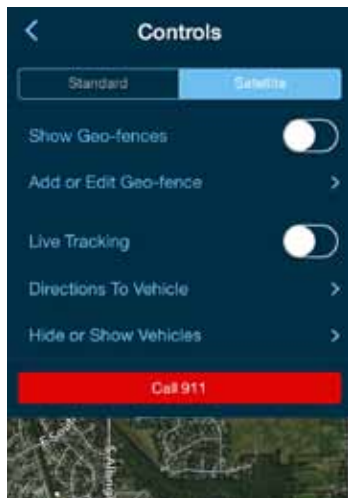 Controls
Standard
Satellite
Show Geo-fences
Add or Edit Geo-fence
Live Tracking
Directions To Vehicle
Hide or Show Vehicles
Call 911